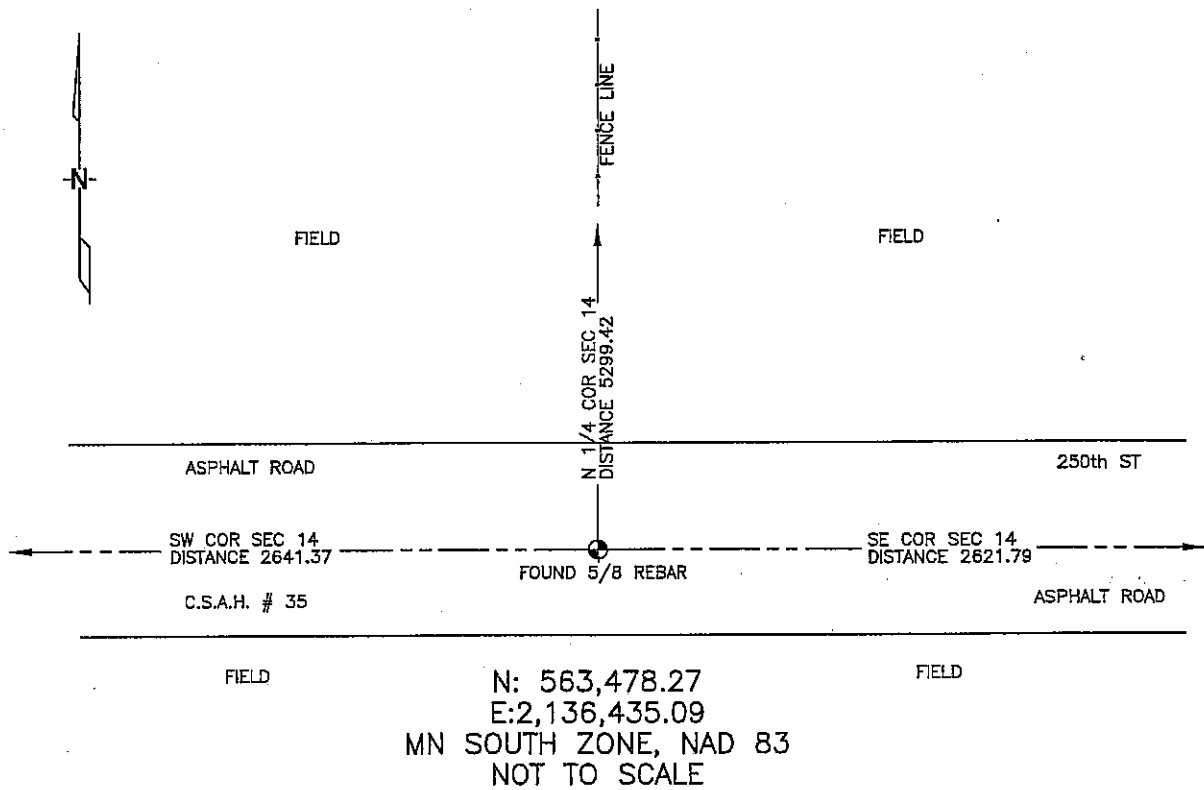 FENCE LINE
N
FIELD
FIELD
N 1/4 COR SEC 14
DISTANCE 5299.42
ASPHALT ROAD
250th ST
SW COR SEC 14
DISTANCE 2641.37
SE COR SEC 14
DISTANCE 2621.79
FOUND 5/8 REBAR
C.S.A.H. # 35
ASPHALT ROAD
FIELD
FIELD
N: 563,478.27
E:2,136,435.09
MN SOUTH ZONE, NAD 83
NOT TO SCALE